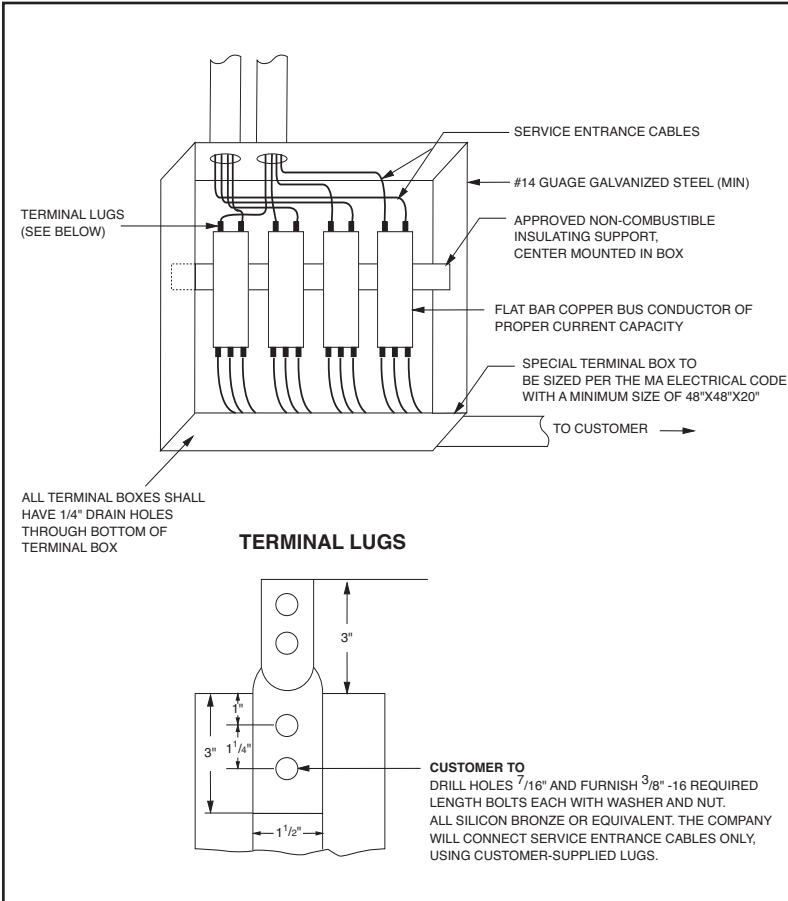 SERVICE ENTRANCE CABLES
#14 GUAGE GALVANIZED STEEL (MIN)
TERMINAL LUGS
(SEE BELOW)
APPROVED NON-COMBUSTIBLE
INSULATING SUPPORT,
CENTER MOUNTED IN BOX
FLAT BAR COPPER BUS CONDUCTOR OF
PROPER CURRENT CAPACITY
SPECIAL TERMINAL BOX TO
BE SIZED PER THE MA ELECTRICAL CODE
WITH A MINIMUM SIZE OF 48"X48"X20"
TO CUSTOMER
ALL TERMINAL BOXES SHALL
HAVE 1/4" DRAIN HOLES
THROUGH BOTTOM OF
TERMINAL BOX
TERMINAL LUGS
3"
1"
3"
1 1/4"
1 1/2"
CUSTOMER TO
DRILL HOLES 7/16" AND FURNISH 3/8" -16 REQUIRED
LENGTH BOLTS EACH WITH WASHER AND NUT.
ALL SILICON BRONZE OR EQUIVALENT. THE COMPANY
WILL CONNECT SERVICE ENTRANCE CABLES ONLY,
USING CUSTOMER-SUPPLIED LUGS.